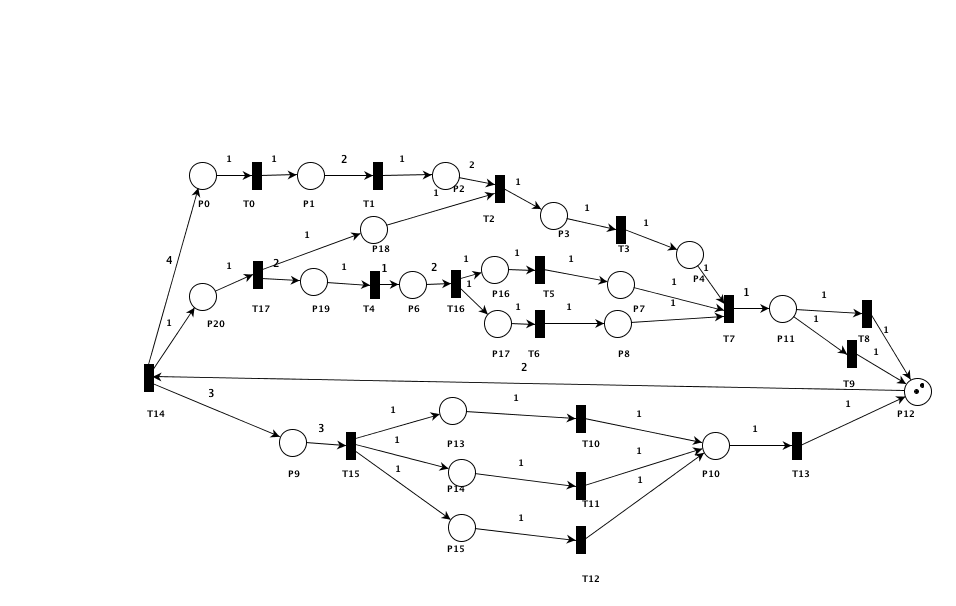 1 1 2 1 2
P0 T0 P1 T1 P2 1
1 T2 1 1
P18 P3 T3 P4 1
4 1 2 1 1 2 1 1 1
P20 T17 P19 T4 P6 T16 1 P16 T5 P7 1
1 1 1 1 1 1
P17 T6 P8 T7 P11 T8 1
1 1
T9
2
T14 3 P12
1 1 1 1
3 1 1 1
P9 T15 P13 T10 P10 T13
1 1 1
P14 T11
1
P15 T12